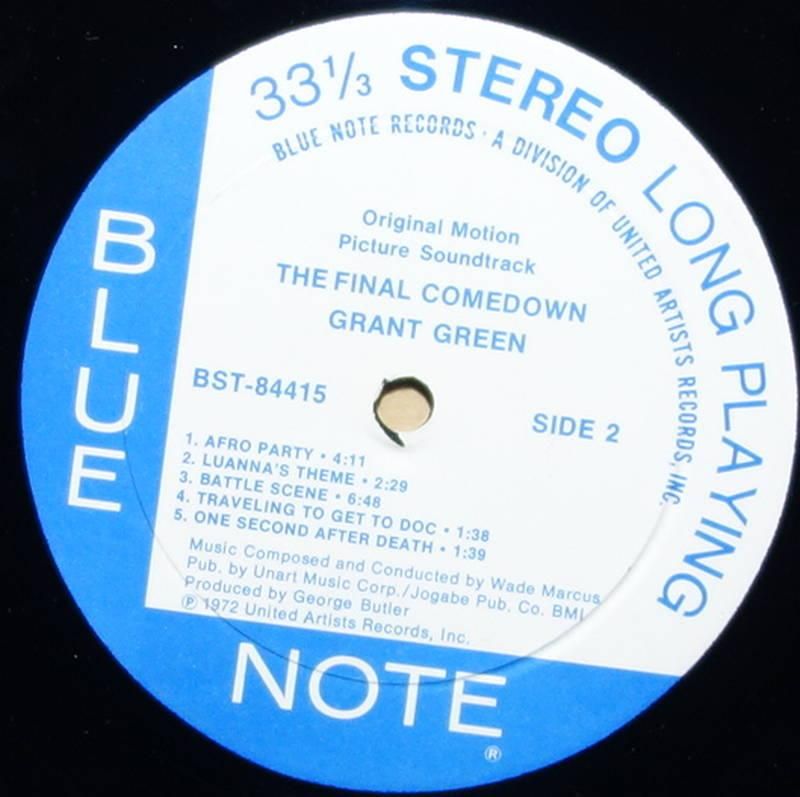 33⅓ STEREO LONG PLAYING
BLUE NOTE RECORDS · A DIVISION OF UNITED ARTISTS RECORDS, INC.
Original Motion
Picture Soundtrack
THE FINAL COMEDOWN
GRANT GREEN
BST-84415
SIDE 2
1. AFRO PARTY • 4:11
2. LUANNA'S THEME • 2:29
3. BATTLE SCENE • 6:48
4. TRAVELING TO GET TO DOC • 1:38
5. ONE SECOND AFTER DEATH • 1:39
Music Composed and Conducted by Wade Marcus
Pub. by Unart Music Corp./Jogabe Pub. Co. BMI
Produced by George Butler
℗ 1972 United Artists Records, Inc.
BLUE
NOTE
®